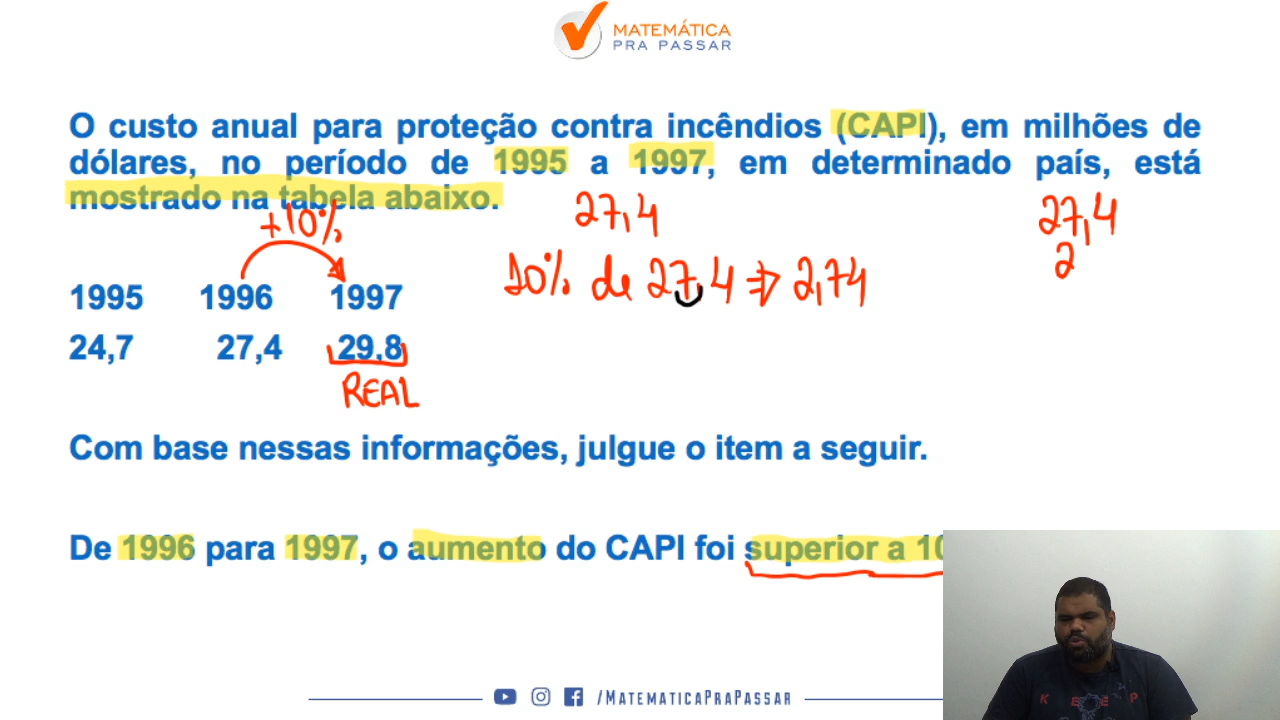 MATEMÁTICA
PRA PASSAR
O custo anual para proteção contra incêndios (CAPI), em milhões de
dólares, no período de 1995 a 1997, em determinado país, está
mostrado na tabela abaixo.
+10%
27,4
27,4
2
10% de 27,4 ⇒ 2,74
1995 1996 1997
24,7 27,4 29,8
REAL
Com base nessas informações, julgue o item a seguir.
De 1996 para 1997, o aumento do CAPI foi superior a 10
KEEP
/MATEMATICAPRAPASSAR